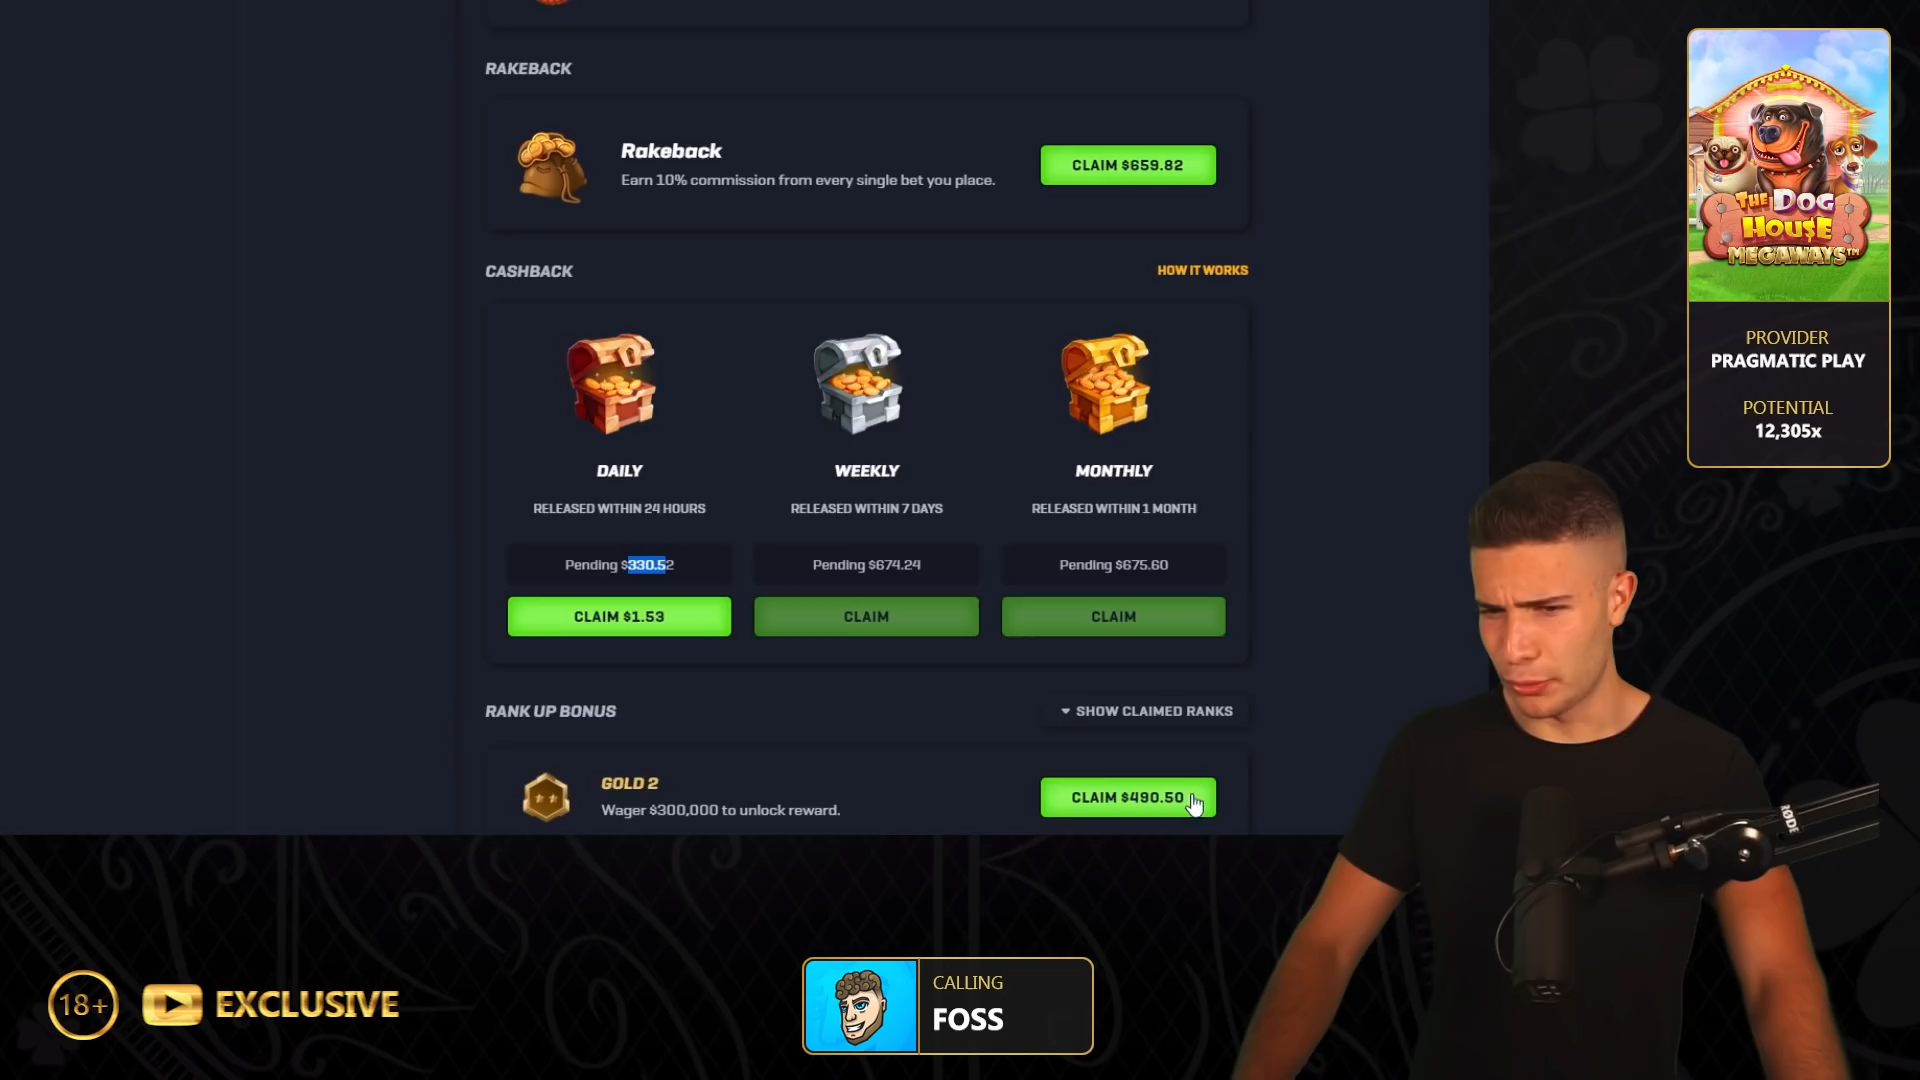 RAKEBACK
Rakeback
Earn 10% commission from every single bet you place.
CLAIM $659.82
CASHBACK
HOW IT WORKS
DAILY
RELEASED WITHIN 24 HOURS
Pending $330.52
CLAIM $1.53
WEEKLY
RELEASED WITHIN 7 DAYS
Pending $674.24
CLAIM
MONTHLY
RELEASED WITHIN 1 MONTH
Pending $675.60
CLAIM
RANK UP BONUS
SHOW CLAIMED RANKS
GOLD 2
Wager $300,000 to unlock reward.
CLAIM $490.50
THE DOG
HOU$E
MEGAWAYS™
PROVIDER
PRAGMATIC PLAY
POTENTIAL
12,305x
RØDE
18+
EXCLUSIVE
CALLING
FOSS